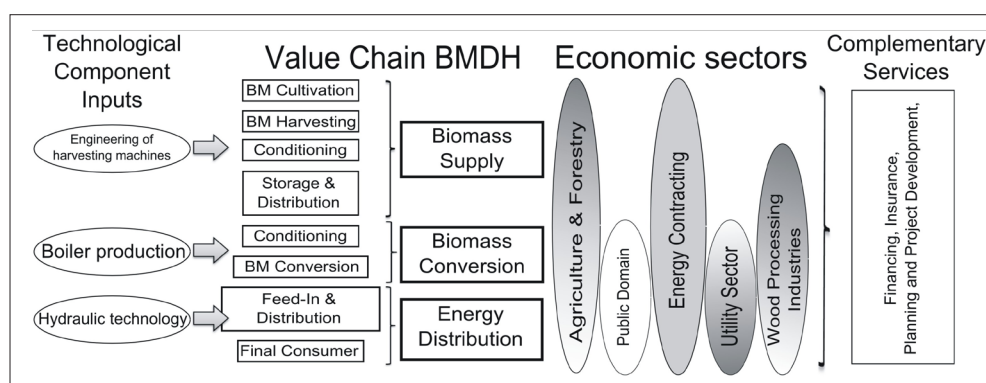 Technological
Component
Inputs
Engineering of
harvesting machines
Boiler production
Hydraulic technology
Value Chain BMDH
BM Cultivation
BM Harvesting
Conditioning
Storage &
Distribution
Conditioning
BM Conversion
Feed-In &
Distribution
Final Consumer
Biomass
Supply
Biomass
Conversion
Energy
Distribution
Economic sectors
Agriculture & Forestry
Public Domain
Energy Contracting
Utility Sector
Wood Processing
Industries
Complementary
Services
Financing, Insurance,
Planning and Project Development,